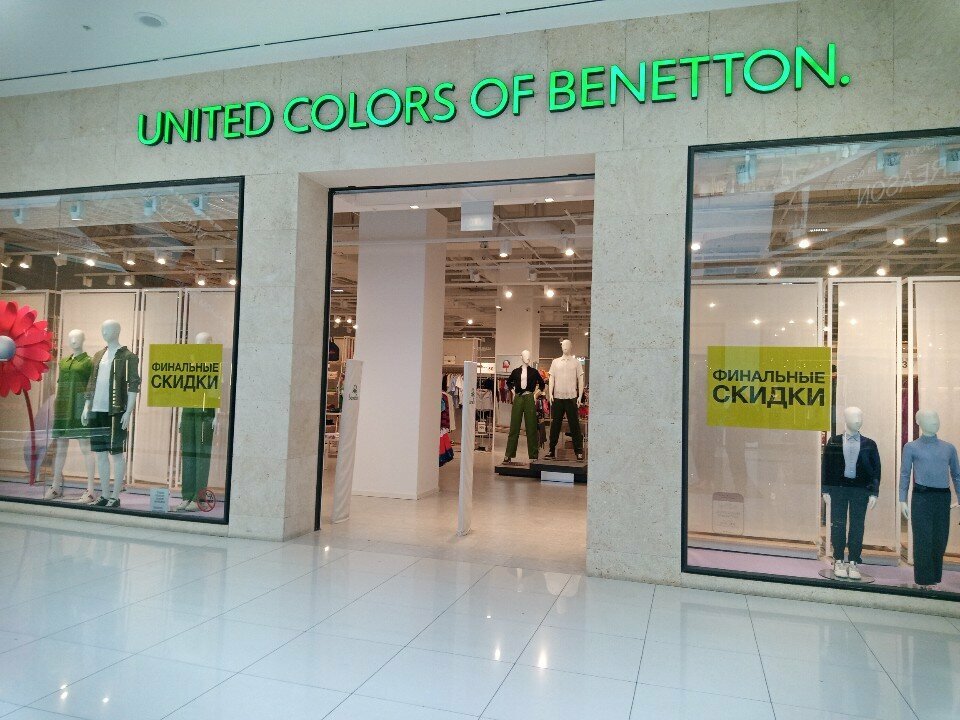 UNITED COLORS OF BENETTON.
ФИНАЛЬНЫЕ
СКИДКИ
ФИНАЛЬНЫЕ
СКИДКИ